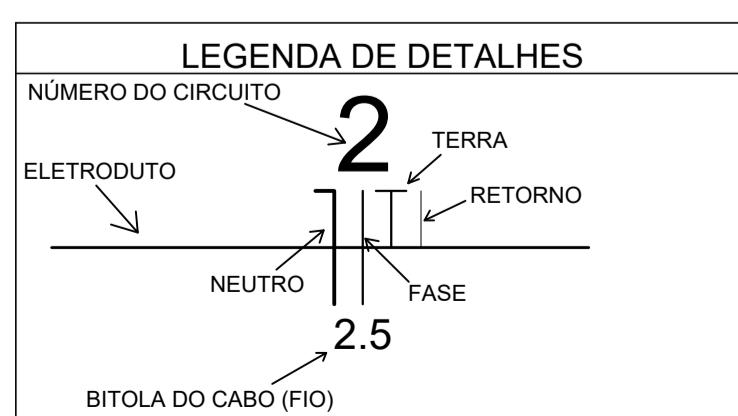 LEGENDA DE DETALHES
NÚMERO DO CIRCUITO
2
TERRA
ELETRODUTO
RETORNO
NEUTRO
FASE
2.5
BITOLA DO CABO (FIO)